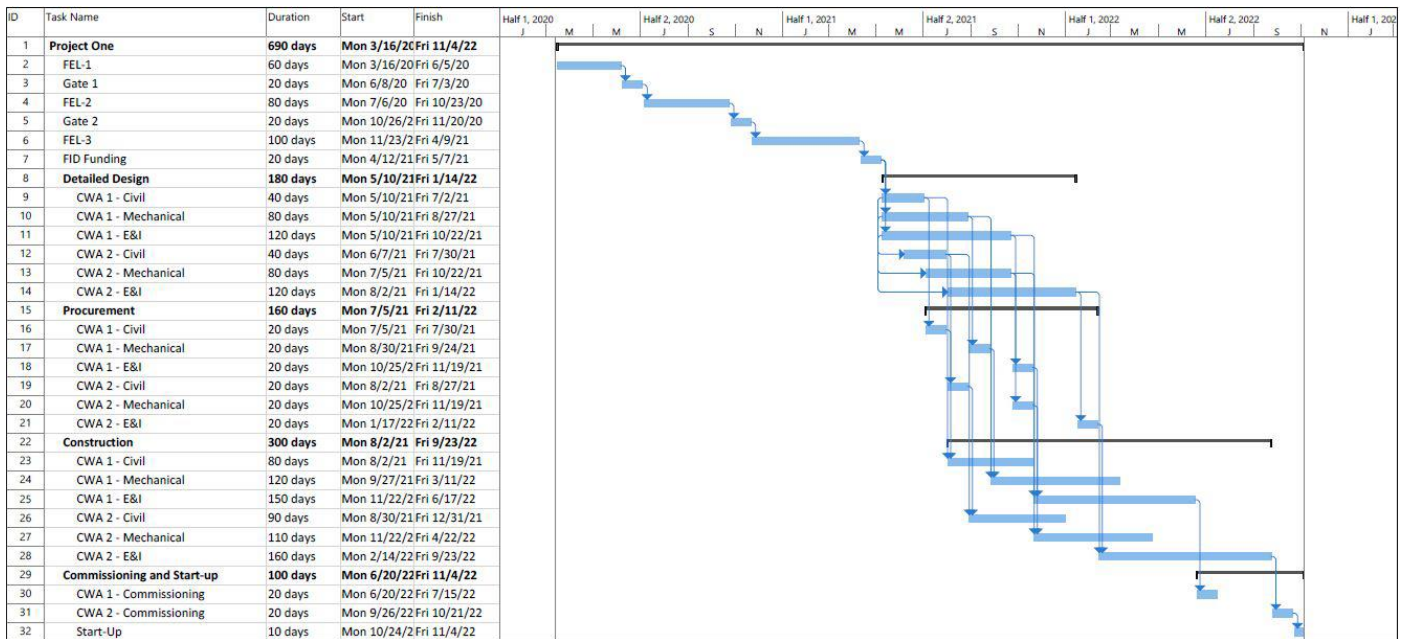 ID Task Name Duration Start Finish Half 1, 2020 Half 2, 2020 Half 1, 2021 Half 2, 2021 Half 1, 2022 Half 2, 2022 Half 1, 202
J M M J S N J M M J S N J M M J S N J
1 Project One 690 days Mon 3/16/20 Fri 11/4/22
2 FEL-1 60 days Mon 3/16/20 Fri 6/5/20
3 Gate 1 20 days Mon 6/8/20 Fri 7/3/20
4 FEL-2 80 days Mon 7/6/20 Fri 10/23/20
5 Gate 2 20 days Mon 10/26/2 Fri 11/20/20
6 FEL-3 100 days Mon 11/23/2 Fri 4/9/21
7 FID Funding 20 days Mon 4/12/21 Fri 5/7/21
8 Detailed Design 180 days Mon 5/10/21 Fri 1/14/22
9 CWA 1 - Civil 40 days Mon 5/10/21 Fri 7/2/21
10 CWA 1 - Mechanical 80 days Mon 5/10/21 Fri 8/27/21
11 CWA 1 - E&I 120 days Mon 5/10/21 Fri 10/22/21
12 CWA 2 - Civil 40 days Mon 6/7/21 Fri 7/30/21
13 CWA 2 - Mechanical 80 days Mon 7/5/21 Fri 10/22/21
14 CWA 2 - E&I 120 days Mon 8/2/21 Fri 1/14/22
15 Procurement 160 days Mon 7/5/21 Fri 2/11/22
16 CWA 1 - Civil 20 days Mon 7/5/21 Fri 7/30/21
17 CWA 1 - Mechanical 20 days Mon 8/30/21 Fri 9/24/21
18 CWA 1 - E&I 20 days Mon 10/25/2 Fri 11/19/21
19 CWA 2 - Civil 20 days Mon 8/2/21 Fri 8/27/21
20 CWA 2 - Mechanical 20 days Mon 10/25/2 Fri 11/19/21
21 CWA 2 - E&I 20 days Mon 1/17/22 Fri 2/11/22
22 Construction 300 days Mon 8/2/21 Fri 9/23/22
23 CWA 1 - Civil 80 days Mon 8/2/21 Fri 11/19/21
24 CWA 1 - Mechanical 120 days Mon 9/27/21 Fri 3/11/22
25 CWA 1 - E&I 150 days Mon 11/22/2 Fri 6/17/22
26 CWA 2 - Civil 90 days Mon 8/30/21 Fri 12/31/21
27 CWA 2 - Mechanical 110 days Mon 11/22/2 Fri 4/22/22
28 CWA 2 - E&I 160 days Mon 2/14/22 Fri 9/23/22
29 Commissioning and Start-up 100 days Mon 6/20/22 Fri 11/4/22
30 CWA 1 - Commissioning 20 days Mon 6/20/22 Fri 7/15/22
31 CWA 2 - Commissioning 20 days Mon 9/26/22 Fri 10/21/22
32 Start-Up 10 days Mon 10/24/2 Fri 11/4/22